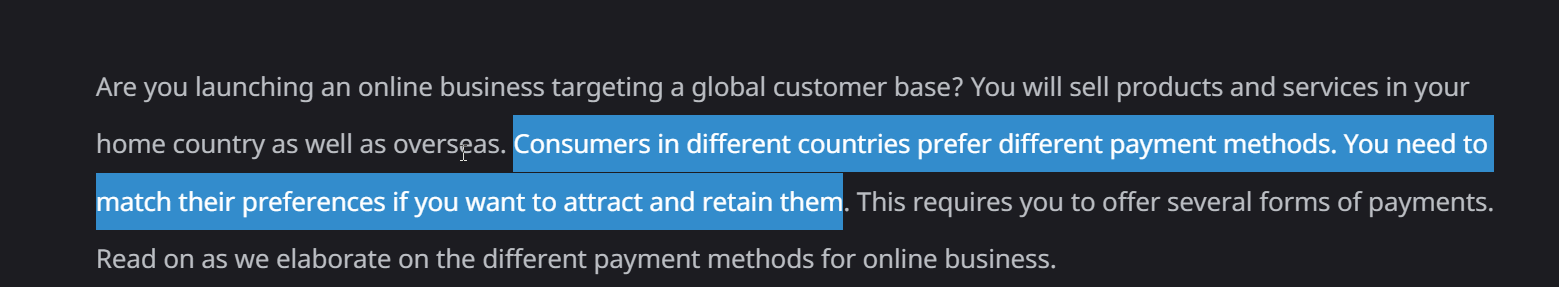 Are you launching an online business targeting a global customer base? You will sell products and services in your
home country as well as overseas. Consumers in different countries prefer different payment methods. You need to
match their preferences if you want to attract and retain them. This requires you to offer several forms of payments.
Read on as we elaborate on the different payment methods for online business.